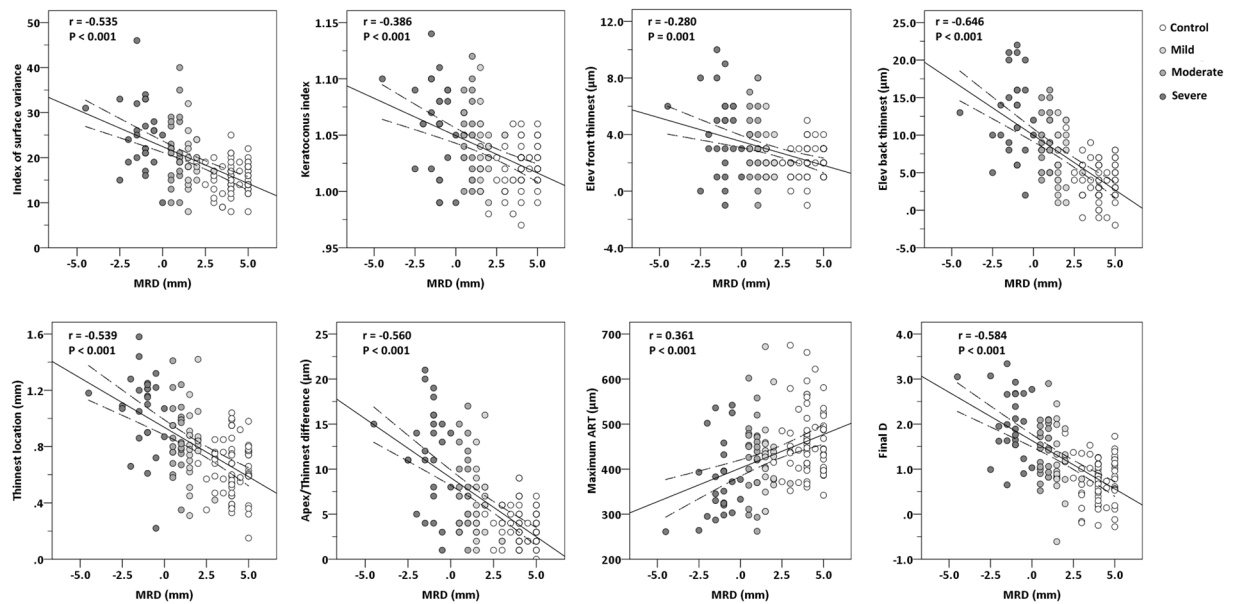 r = -0.535
P < 0.001
50
40
30
20
10
0
Index of surface variance
-5.0 -2.5 .0 2.5 5.0
MRD (mm)
r = -0.386
P < 0.001
1.15
1.10
1.05
1.00
.95
Keratoconus index
-5.0 -2.5 .0 2.5 5.0
MRD (mm)
r = -0.280
P = 0.001
12.0
8.0
4.0
.0
-4.0
Elev front thinnest (µm)
-5.0 -2.5 .0 2.5 5.0
MRD (mm)
r = -0.646
P < 0.001
25.0
20.0
15.0
10.0
5.0
.0
-5.0
Elev back thinnest (µm)
-5.0 -2.5 .0 2.5 5.0
MRD (mm)
Control
Mild
Moderate
Severe
r = -0.539
P < 0.001
1.6
1.2
.8
.4
.0
Thinnest location (mm)
-5.0 -2.5 .0 2.5 5.0
MRD (mm)
r = -0.560
P < 0.001
25
20
15
10
5
0
Apex/Thinnest difference (µm)
-5.0 -2.5 .0 2.5 5.0
MRD (mm)
r = 0.361
P < 0.001
700
600
500
400
300
200
Maximum ART (µm)
-5.0 -2.5 .0 2.5 5.0
MRD (mm)
r = -0.584
P < 0.001
4.0
3.0
2.0
1.0
.0
-1.0
Final D
-5.0 -2.5 .0 2.5 5.0
MRD (mm)